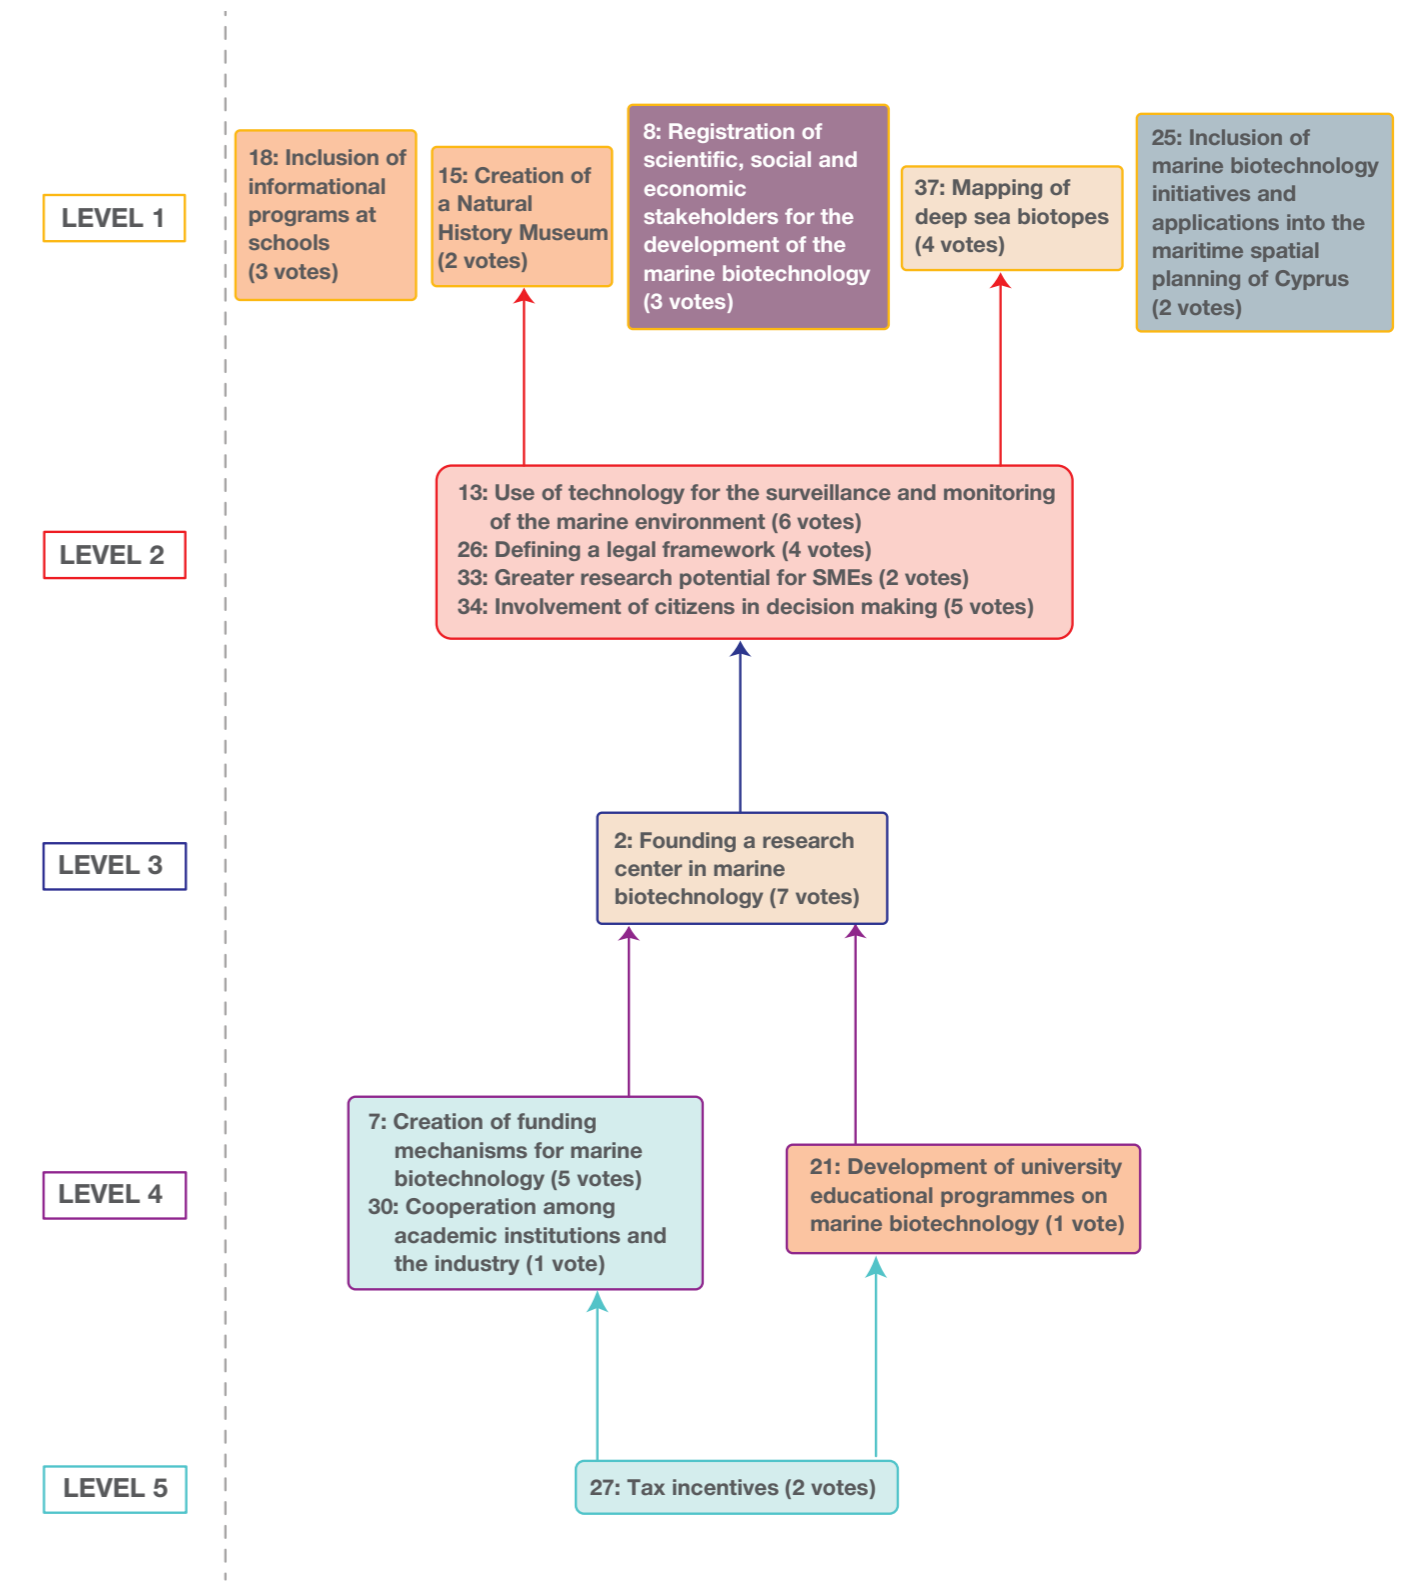 LEVEL 1
18: Inclusion of
informational
programs at
schools
(3 votes)
15: Creation of
a Natural
History Museum
(2 votes)
8: Registration of
scientific, social and
economic
stakeholders for the
development of the
marine biotechnology
(3 votes)
37: Mapping of
deep sea biotopes
(4 votes)
25: Inclusion of
marine biotechnology
initiatives and
applications into the
maritime spatial
planning of Cyprus
(2 votes)
LEVEL 2
13: Use of technology for the surveillance and monitoring
of the marine environment (6 votes)
26: Defining a legal framework (4 votes)
33: Greater research potential for SMEs (2 votes)
34: Involvement of citizens in decision making (5 votes)
LEVEL 3
2: Founding a research
center in marine
biotechnology (7 votes)
LEVEL 4
7: Creation of funding
mechanisms for marine
biotechnology (5 votes)
30: Cooperation among
academic institutions and
the industry (1 vote)
21: Development of university
educational programmes on
marine biotechnology (1 vote)
LEVEL 5
27: Tax incentives (2 votes)